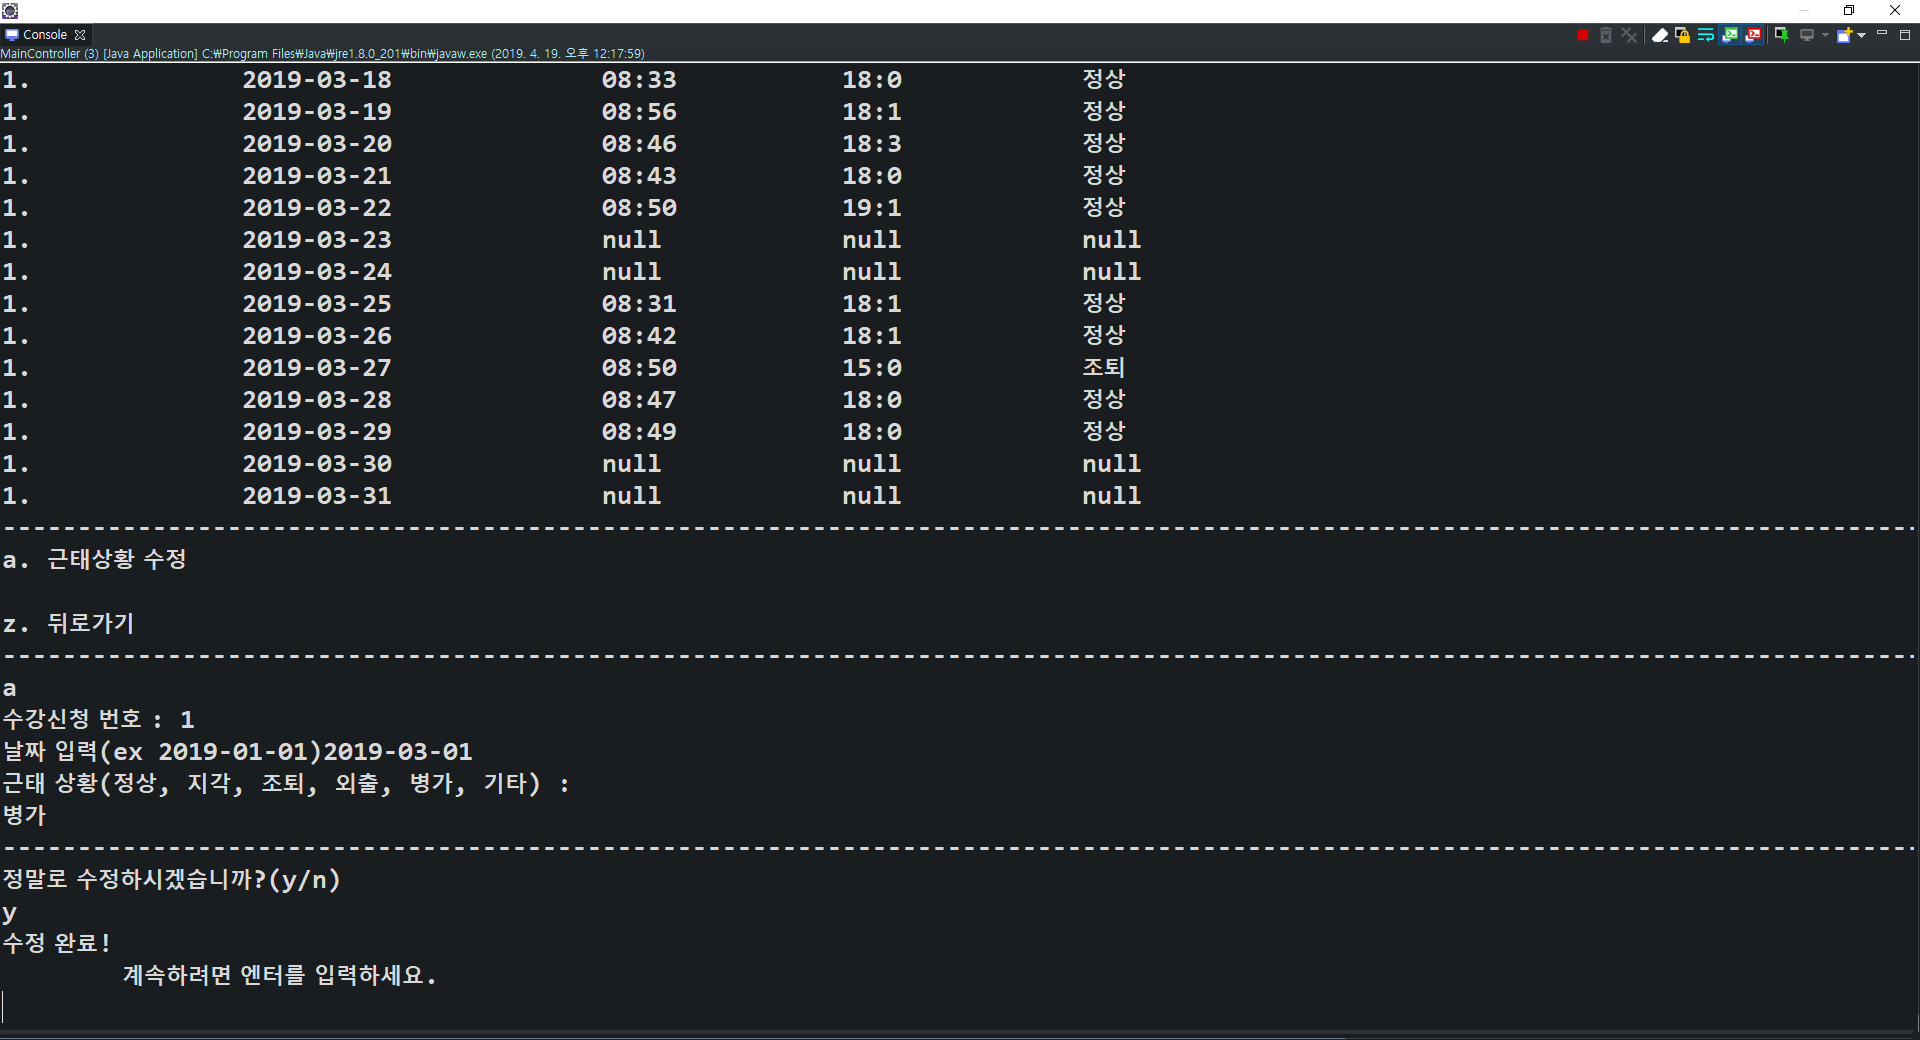 Console
MainController (3) [Java Application] C:₩Program Files₩Java₩jre1.8.0_201₩bin₩javaw.exe (2019. 4. 19. 오후 12:17:59)
1. 2019-03-18 08:33 18:0 정상
1. 2019-03-19 08:56 18:1 정상
1. 2019-03-20 08:46 18:3 정상
1. 2019-03-21 08:43 18:0 정상
1. 2019-03-22 08:50 19:1 정상
1. 2019-03-23 null null null
1. 2019-03-24 null null null
1. 2019-03-25 08:31 18:1 정상
1. 2019-03-26 08:42 18:1 정상
1. 2019-03-27 08:50 15:0 조퇴
1. 2019-03-28 08:47 18:0 정상
1. 2019-03-29 08:49 18:0 정상
1. 2019-03-30 null null null
1. 2019-03-31 null null null
--------------------------------------------------------------------------------------------------------------------------------
a. 근태상황 수정
z. 뒤로가기
--------------------------------------------------------------------------------------------------------------------------------
a
수강신청 번호 : 1
날짜 입력(ex 2019-01-01)2019-03-01
근태 상황(정상, 지각, 조퇴, 외출, 병가, 기타) :
병가
--------------------------------------------------------------------------------------------------------------------------------
정말로 수정하시겠습니까?(y/n)
y
수정 완료!
계속하려면 엔터를 입력하세요.